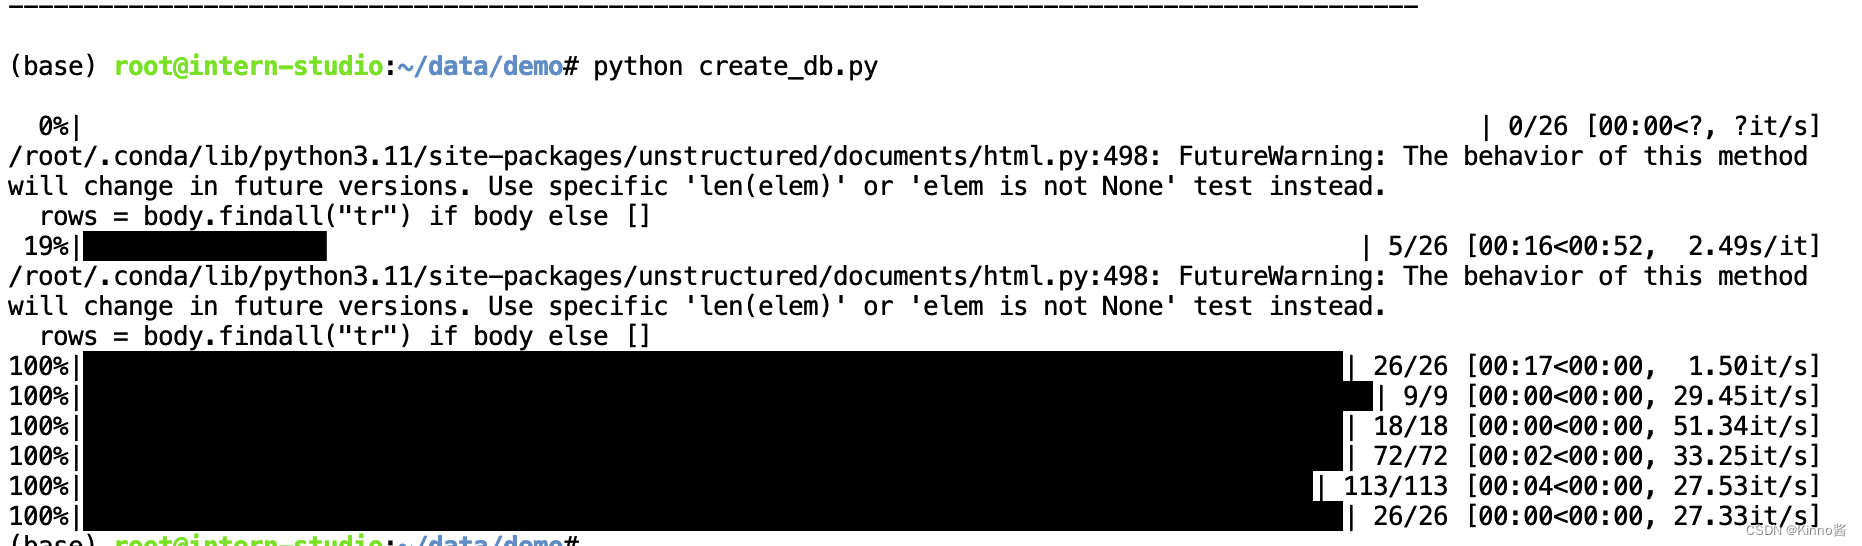 (base) root@intern-studio:~/data/demo# python create_db.py
0%| | 0/26 [00:00<?, ?it/s]
/root/.conda/lib/python3.11/site-packages/unstructured/documents/html.py:498: FutureWarning: The behavior of this method
will change in future versions. Use specific 'len(elem)' or 'elem is not None' test instead.
rows = body.findall("tr") if body else []
19%| | 5/26 [00:16<00:52, 2.49s/it]
/root/.conda/lib/python3.11/site-packages/unstructured/documents/html.py:498: FutureWarning: The behavior of this method
will change in future versions. Use specific 'len(elem)' or 'elem is not None' test instead.
rows = body.findall("tr") if body else []
100%| | 26/26 [00:17<00:00, 1.50it/s]
100%| | 9/9 [00:00<00:00, 29.45it/s]
100%| | 18/18 [00:00<00:00, 51.34it/s]
100%| | 72/72 [00:02<00:00, 33.25it/s]
100%| | 113/113 [00:04<00:00, 27.53it/s]
100%| | 26/26 [00:00<00:00, 27.33it/s]
(base) root@intern-studio:~/data/demo#
CSDN @Kinno酱